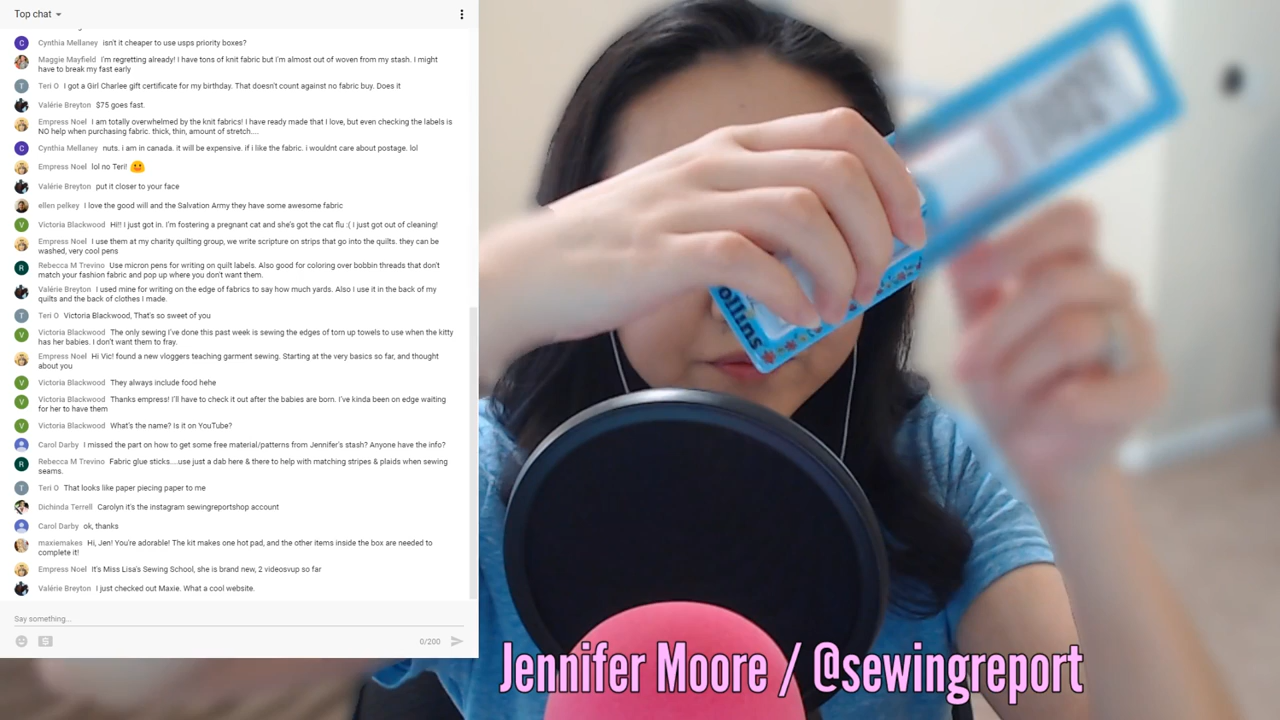 Top chat
Cynthia Mellaney isn't it cheaper to use usps priority boxes?
Maggie Mayfield I'm regretting already! I have tons of knit fabric but I'm almost out of woven from my stash. I might
have to break my fast early
Teri O I got a Girl Charlee gift certificate for my birthday. That doesn't count against no fabric buy. Does it
Valérie Breyton $75 goes fast.
Empress Noel I am totally overwhelmed by the knit fabrics! I have ready made that I love, but even checking the labels is
NO help when purchasing fabric. thick, thin, amount of stretch....
Cynthia Mellaney nuts. i am in canada. it will be expensive. if i like the fabric. i wouldnt care about postage. lol
Empress Noel lol no Teri!
Valérie Breyton put it closer to your face
ellen pelkey I love the good will and the Salvation Army they have some awesome fabric
Victoria Blackwood Hi!! I just got in. I'm fostering a pregnant cat and she's got the cat flu :( I just got out of cleaning!
Empress Noel I use them at my charity quilting group, we write scripture on strips that go into the quilts. they can be
washed, very cool pens
Rebecca M Trevino Use micron pens for writing on quilt labels. Also good for coloring over bobbin threads that don't
match your fashion fabric and pop up where you don't want them.
Valérie Breyton I used mine for writing on the edge of fabrics to say how much yards. Also I use it in the back of my
quilts and the back of clothes I made.
Teri O Victoria Blackwood, That's so sweet of you
Victoria Blackwood The only sewing I've done this past week is sewing the edges of torn up towels to use when the kitty
has her babies. I don't want them to fray.
Empress Noel Hi Vic! found a new vloggers teaching garment sewing. Starting at the very basics so far, and thought
about you
Victoria Blackwood They always include food hehe
Victoria Blackwood Thanks empress! I'll have to check it out after the babies are born. I've kinda been on edge waiting
for her to have them
Victoria Blackwood What's the name? Is it on YouTube?
Carol Darby I missed the part on how to get some free material/patterns from Jennifer's stash? Anyone have the info?
Rebecca M Trevino Fabric glue sticks....use just a dab here & there to help with matching stripes & plaids when sewing
seams.
Teri O That looks like paper piecing paper to me
Dichinda Terrell Carolyn it's the instagram sewingreportshop account
Carol Darby ok, thanks
maxiemakes Hi, Jen! You're adorable! The kit makes one hot pad, and the other items inside the box are needed to
complete it!
Empress Noel It's Miss Lisa's Sewing School, she is brand new, 2 videosvup so far
Valérie Breyton I just checked out Maxie. What a cool website.
Say something...
0/200
ollins
Jennifer Moore / @sewingreport